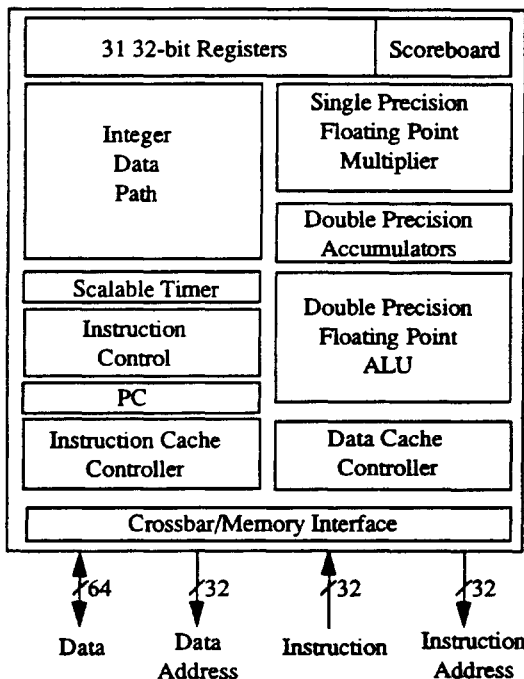 31 32-bit Registers
Scoreboard
Integer
Data
Path
Single Precision
Floating Point
Multiplier
Double Precision
Accumulators
Scalable Timer
Double Precision
Floating Point
ALU
Instruction
Control
PC
Instruction Cache
Controller
Data Cache
Controller
Crossbar/Memory Interface
64
32
32
32
Data
Data
Address
Instruction
Instruction
Address